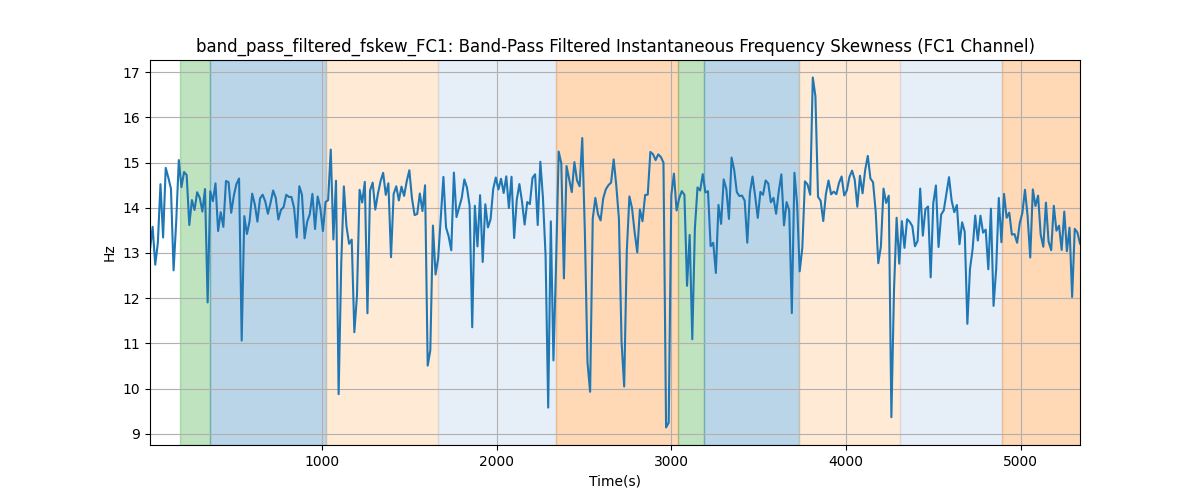 band_pass_filtered_fskew_FC1: Band-Pass Filtered Instantaneous Frequency Skewness (FC1 Channel)
17
16
15
14
13
12
11
10
9
Hz
1000 2000 3000 4000 5000
Time(s)